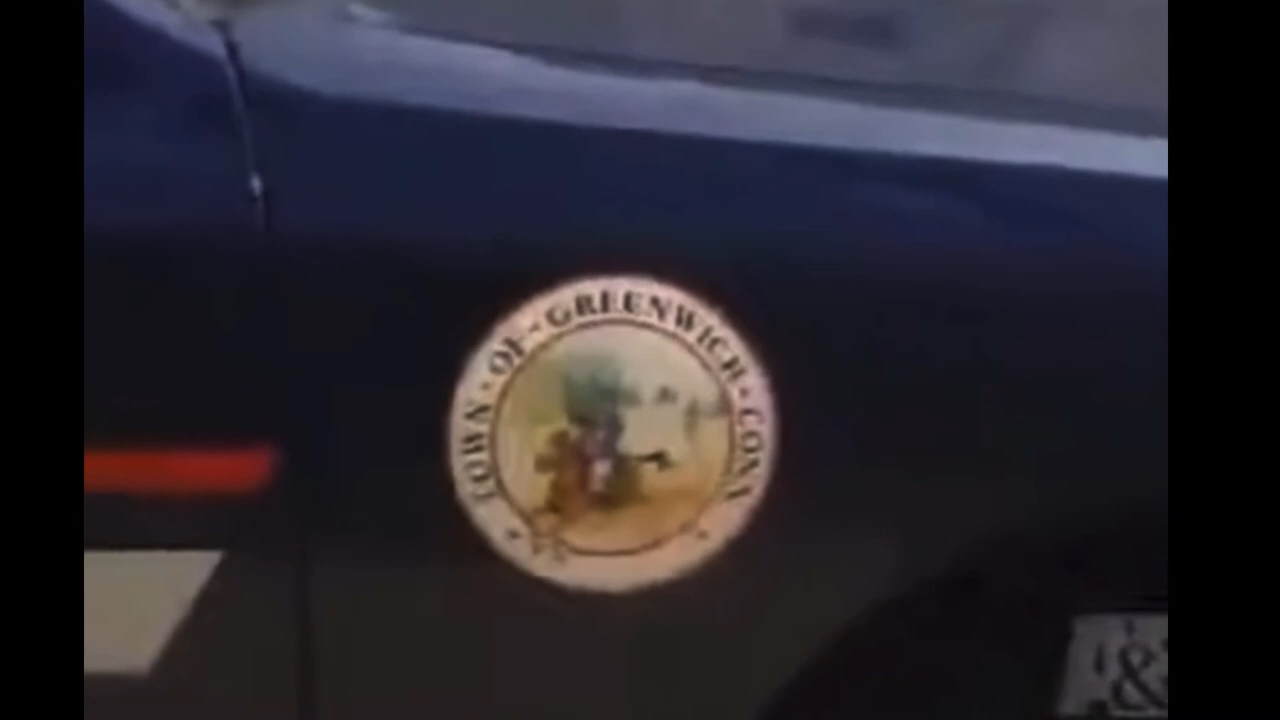 TOWN · OF · GREENWICH · CONN
&